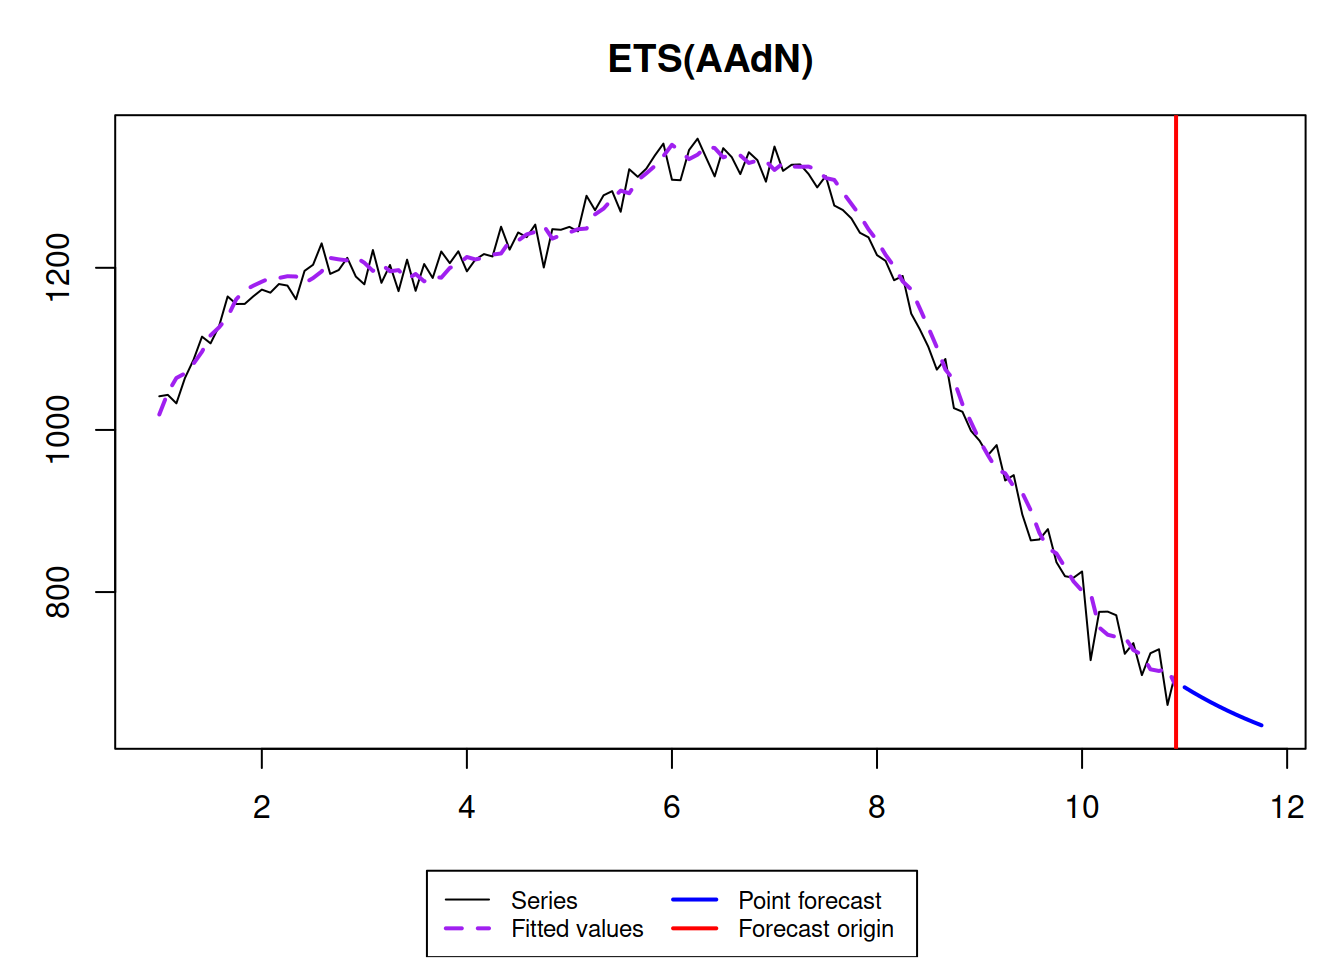 ETS(AAdN)
1200
1000
800
2 4 6 8 10 12
Series Point forecast
Fitted values Forecast origin